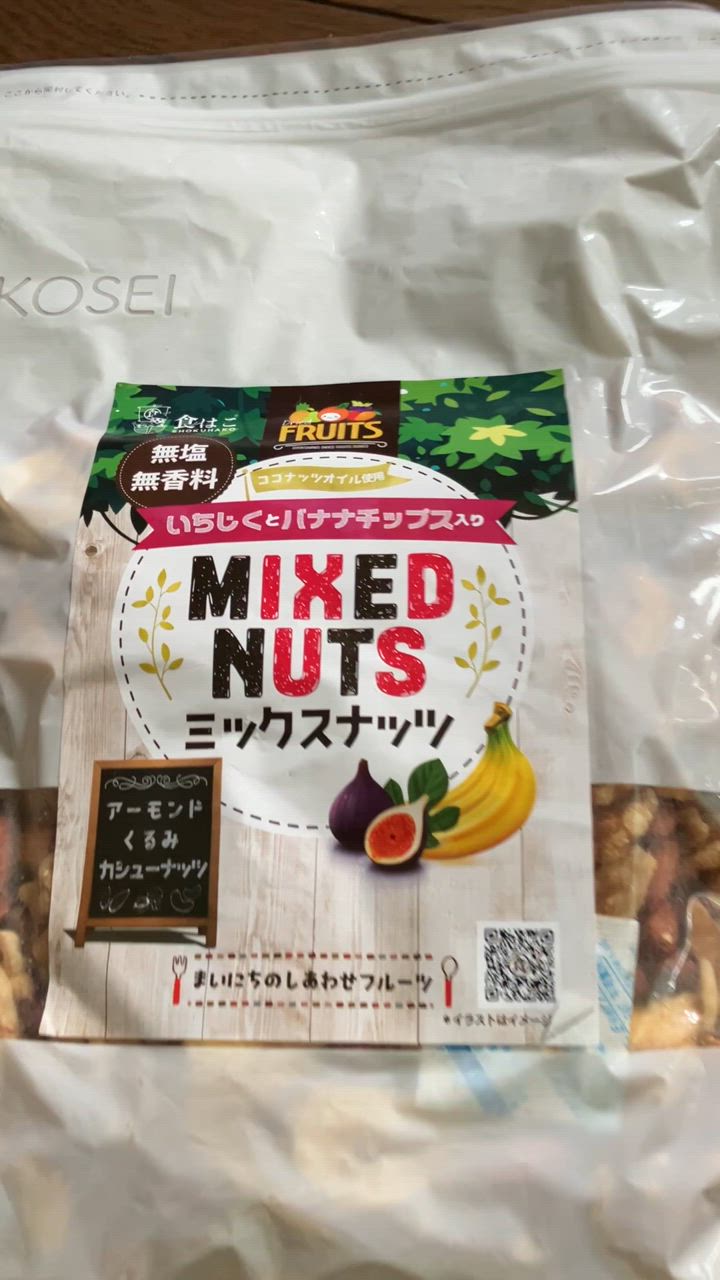 KOSEI
食はこ
SHOKUHAKO
FRUITS
無塩
無香料
ココナッツオイル使用
いちじくとバナナチップス入り
MIXED
NUTS
ミックスナッツ
アーモンド
くるみ
カシューナッツ
まいにちのしあわせフルーツ
*イラストはイメージ